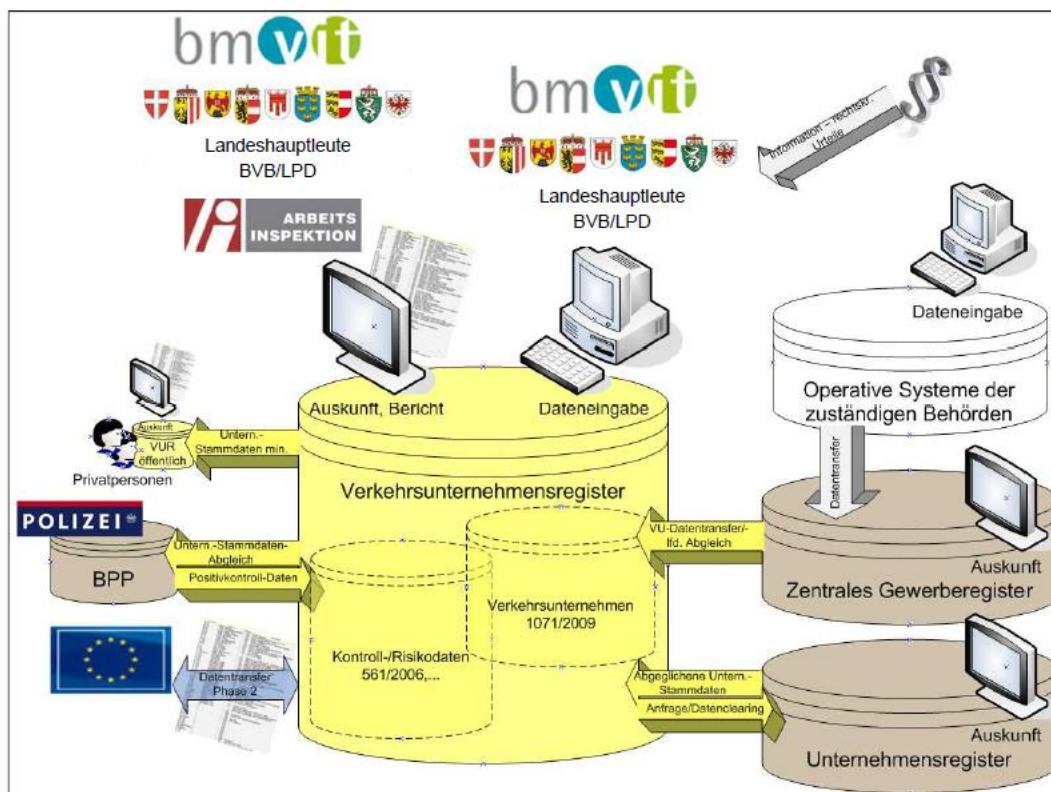 bmvit
bmvit
Landeshauptleute
BVB/LPD
Landeshauptleute
BVB/LPD
Information – rechtskr.
Urteile
ARBEITS
INSPEKTION
Dateneingabe
Auskunft, Bericht
Dateneingabe
Operative Systeme der
zuständigen Behörden
Auskunft
VUR
öffentlich
Privatpersonen
Untern.-
Stammdaten min.
Datentransfer
Verkehrsunternehmensregister
POLIZEI
BPP
Untern.-Stammdaten-
Abgleich
Positivkontroll-Daten
VU-Datentransfer/-
lfd. Abgleich
Auskunft
Zentrales Gewerberegister
Verkehrsunternehmen
1071/2009
Kontroll-/Risikodaten
561/2006,...
Datentransfer
Phase 2
Abgeglichene Untern.-
Stammdaten
Anfrage/Datenclearing
Auskunft
Unternehmensregister